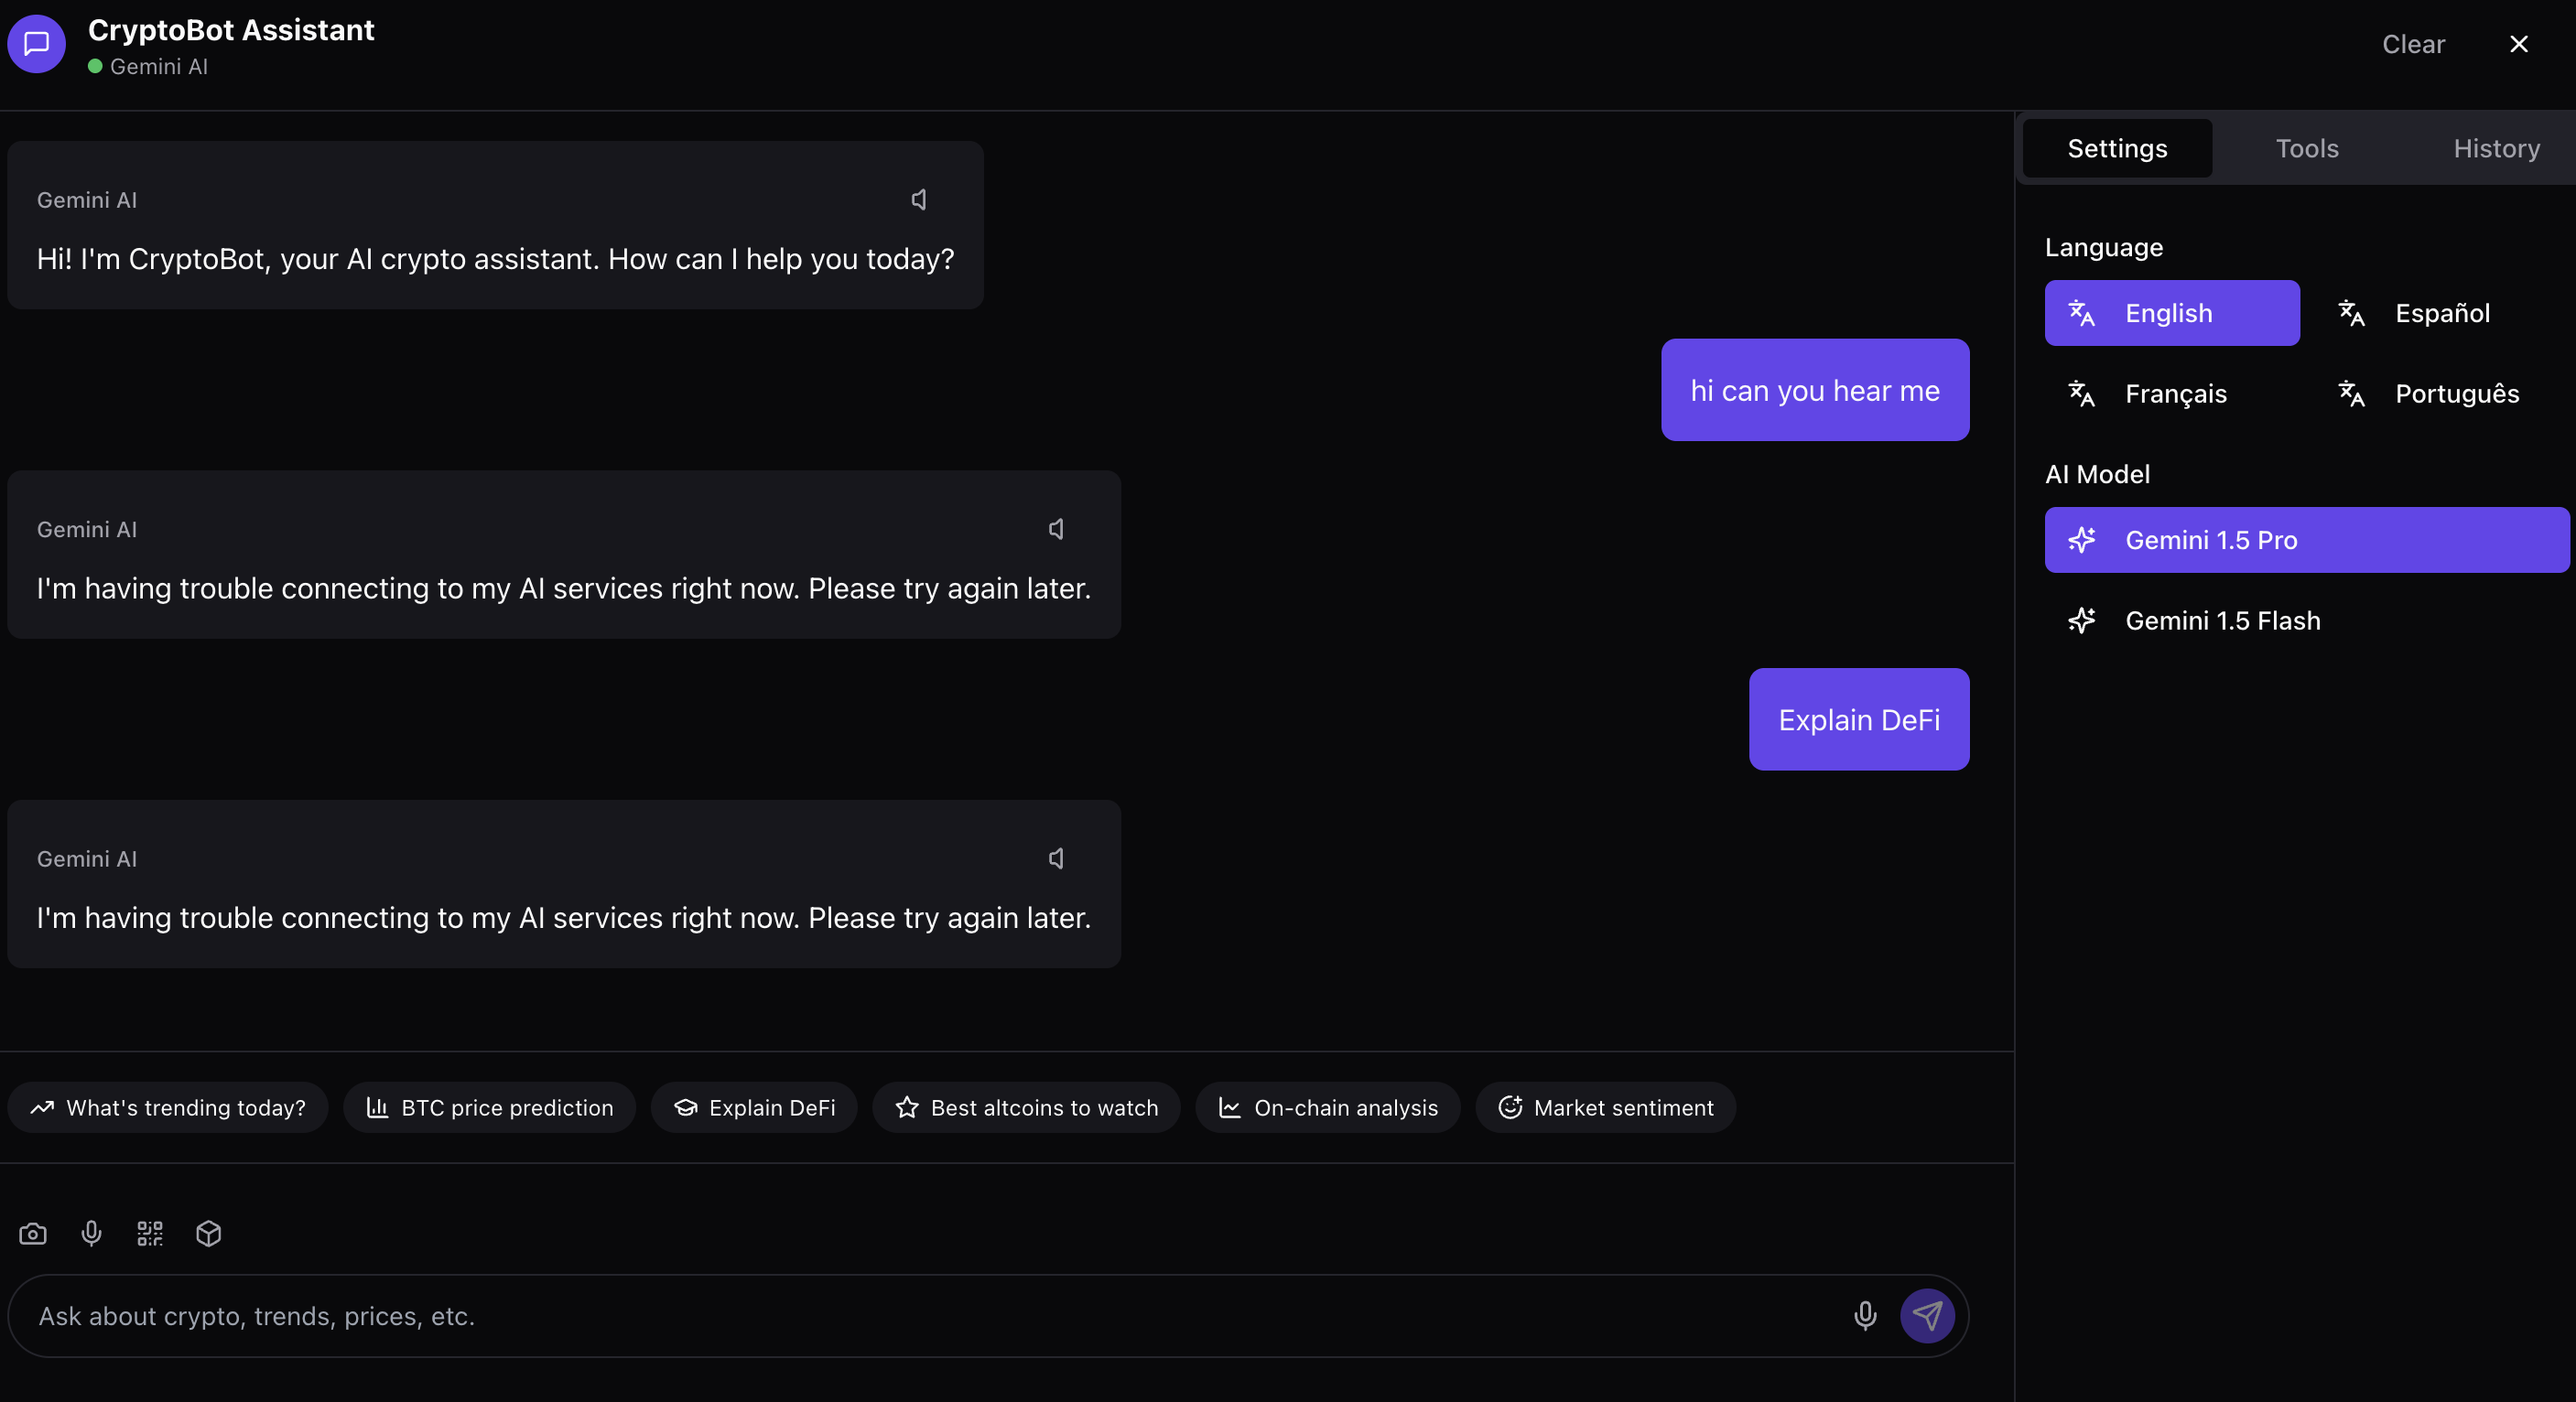 CryptoBot Assistant
Gemini AI
Clear
Gemini AI
Hi! I'm CryptoBot, your AI crypto assistant. How can I help you today?
hi can you hear me
Gemini AI
I'm having trouble connecting to my AI services right now. Please try again later.
Explain DeFi
Gemini AI
I'm having trouble connecting to my AI services right now. Please try again later.
What's trending today?
BTC price prediction
Explain DeFi
Best altcoins to watch
On-chain analysis
Market sentiment
Ask about crypto, trends, prices, etc.
Settings
Tools
History
Language
English
Español
Français
Português
AI Model
Gemini 1.5 Pro
Gemini 1.5 Flash